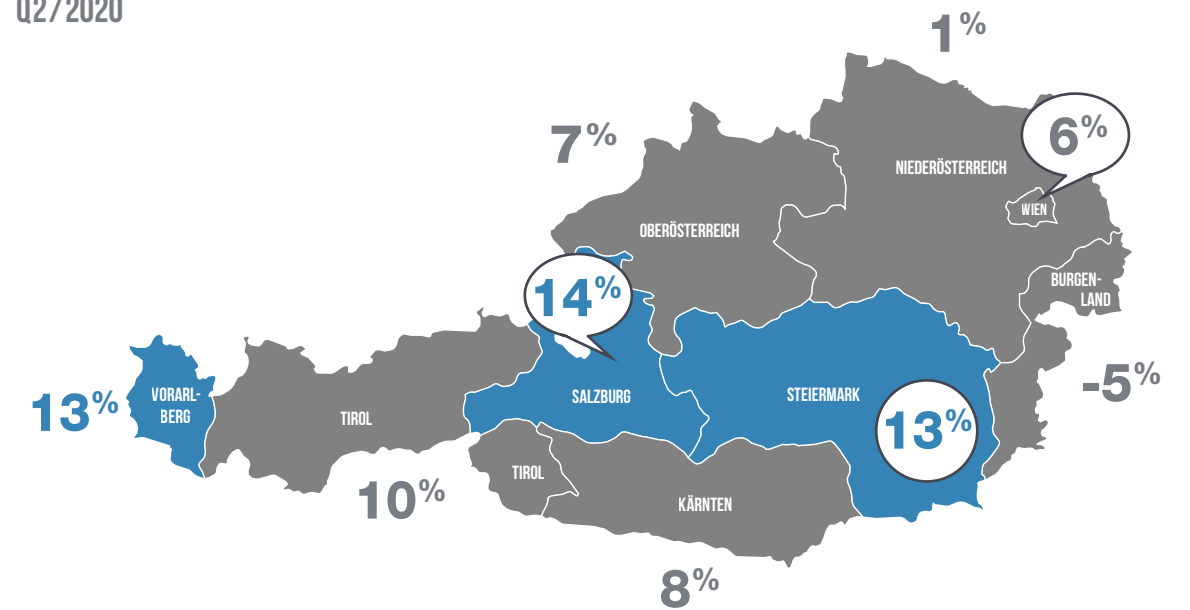 Q2/2020
1%
6%
7%
NIEDERÖSTERREICH
WIEN
OBERÖSTERREICH
14%
BURGEN-
LAND
-5%
VORARL-
BERG
13%
SALZBURG
STEIERMARK
13%
TIROL
TIROL
10%
KÄRNTEN
8%